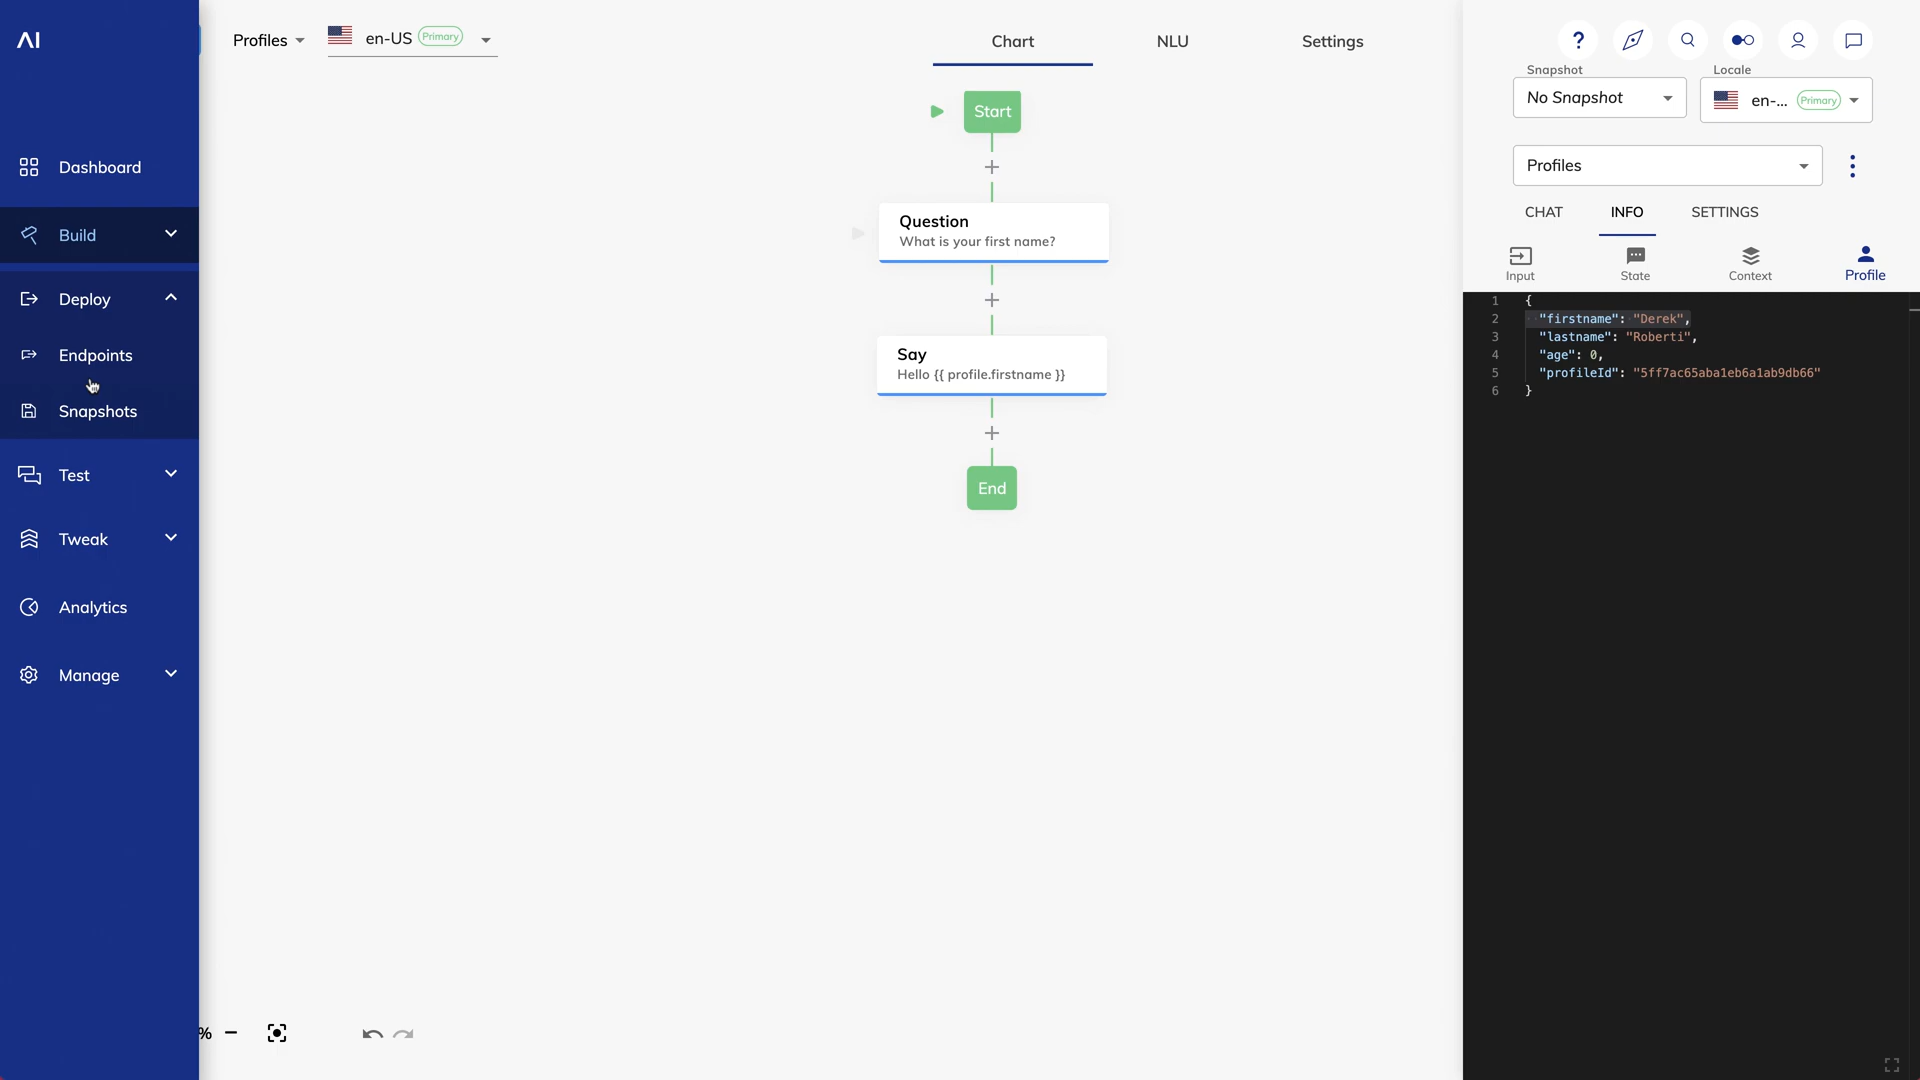 AI
Dashboard
Build
Deploy
Endpoints
Snapshots
Test
Tweak
Analytics
Manage
Profiles
en-US Primary
Chart NLU Settings
Start
Question
What is your first name?
Say
Hello {{ profile.firstname }}
End
%
?
Snapshot Locale
No Snapshot en-... Primary
Profiles
CHAT INFO SETTINGS
Input State Context Profile
1 {
2 "firstname": "Derek",
3 "lastname": "Roberti",
4 "age": 0,
5 "profileId": "5ff7ac65aba1eb6a1ab9db66"
6 }